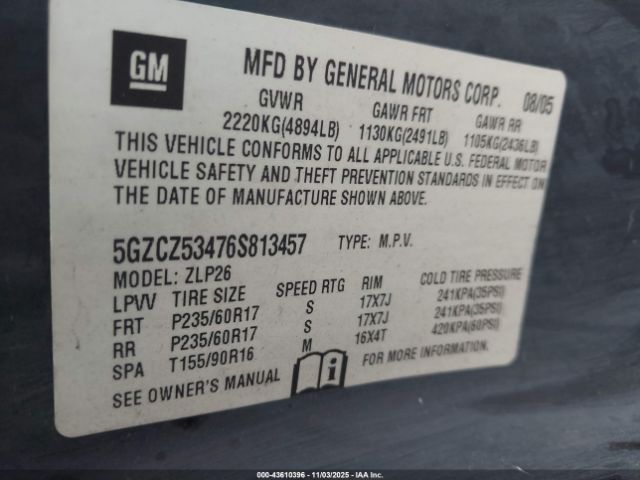 GM
MFD BY GENERAL MOTORS CORP. 08/05
GVWR GAWR FRT GAWR RR
2220KG(4894LB) 1130KG(2491LB) 1105KG(2436LB)
THIS VEHICLE CONFORMS TO ALL APPLICABLE U.S. FEDERAL MOTOR
VEHICLE SAFETY AND THEFT PREVENTION STANDARDS IN EFFECT ON
THE DATE OF MANUFACTURE SHOWN ABOVE.
5GZCZ53476S813457 TYPE: M.P.V.
MODEL: ZLP26
LPVV TIRE SIZE SPEED RTG RIM COLD TIRE PRESSURE
FRT P235/60R17 S 17X7J 241KPA(35PSI)
RR P235/60R17 S 17X7J 241KPA(35PSI)
SPA T155/90R16 M 16X4T 420KPA(60PSI)
SEE OWNER'S MANUAL FOR MORE INFORMATION.
000-43610396 - 11/03/2025 - IAA Inc.